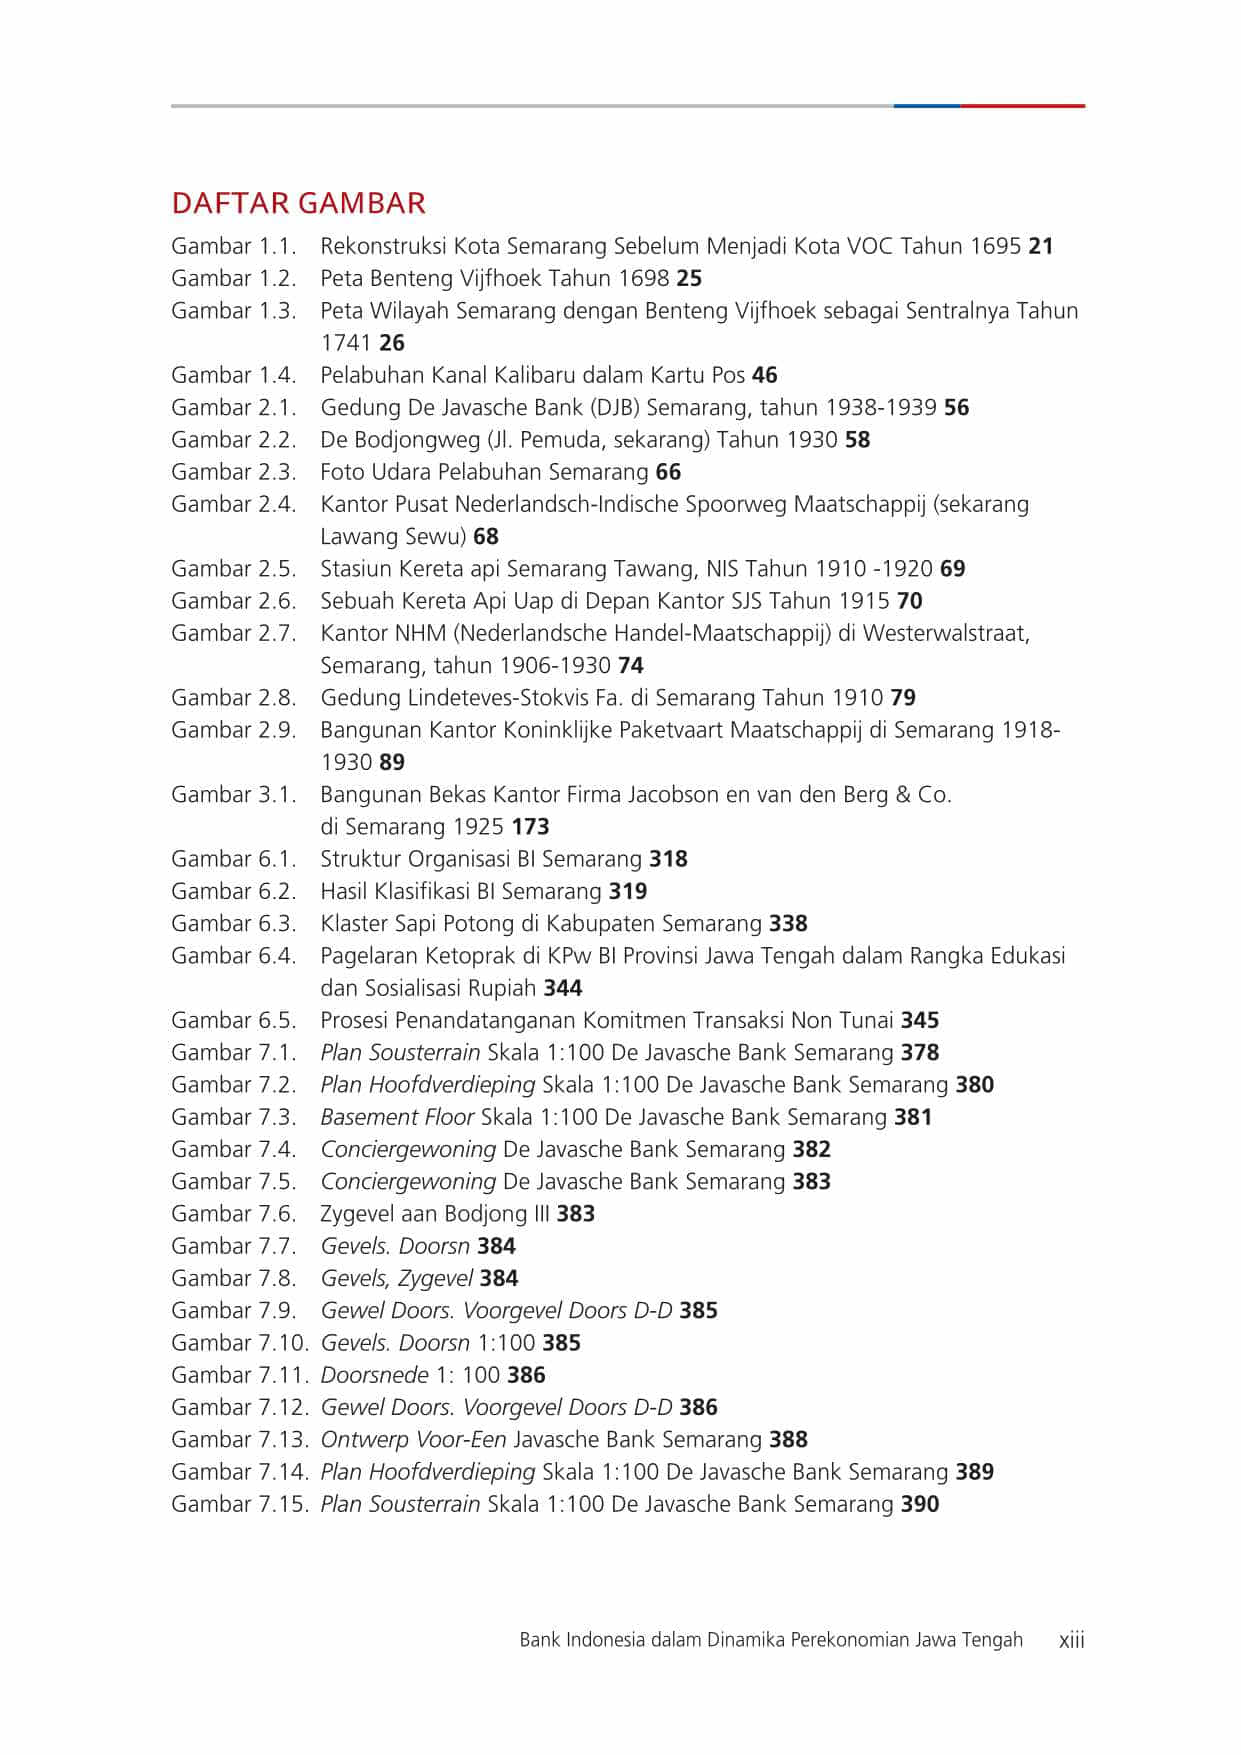 DAFTAR GAMBAR
Gambar 1.1. Rekonstruksi Kota Semarang Sebelum Menjadi Kota VOC Tahun 1695 21
Gambar 1.2. Peta Benteng Vijfhoek Tahun 1698 25
Gambar 1.3. Peta Wilayah Semarang dengan Benteng Vijfhoek sebagai Sentralnya Tahun
1741 26
Gambar 1.4. Pelabuhan Kanal Kalibaru dalam Kartu Pos 46
Gambar 2.1. Gedung De Javasche Bank (DJB) Semarang, tahun 1938-1939 56
Gambar 2.2. De Bodjongweg (Jl. Pemuda, sekarang) Tahun 1930 58
Gambar 2.3. Foto Udara Pelabuhan Semarang 66
Gambar 2.4. Kantor Pusat Nederlandsch-Indische Spoorweg Maatschappij (sekarang
Lawang Sewu) 68
Gambar 2.5. Stasiun Kereta api Semarang Tawang, NIS Tahun 1910 -1920 69
Gambar 2.6. Sebuah Kereta Api Uap di Depan Kantor SJS Tahun 1915 70
Gambar 2.7. Kantor NHM (Nederlandsche Handel-Maatschappij) di Westerwalstraat,
Semarang, tahun 1906-1930 74
Gambar 2.8. Gedung Lindeteves-Stokvis Fa. di Semarang Tahun 1910 79
Gambar 2.9. Bangunan Kantor Koninklijke Paketvaart Maatschappij di Semarang 1918-
1930 89
Gambar 3.1. Bangunan Bekas Kantor Firma Jacobson en van den Berg & Co.
di Semarang 1925 173
Gambar 6.1. Struktur Organisasi BI Semarang 318
Gambar 6.2. Hasil Klasifikasi BI Semarang 319
Gambar 6.3. Klaster Sapi Potong di Kabupaten Semarang 338
Gambar 6.4. Pagelaran Ketoprak di KPw BI Provinsi Jawa Tengah dalam Rangka Edukasi
dan Sosialisasi Rupiah 344
Gambar 6.5. Prosesi Penandatanganan Komitmen Transaksi Non Tunai 345
Gambar 7.1. Plan Sousterrain Skala 1:100 De Javasche Bank Semarang 378
Gambar 7.2. Plan Hoofdverdieping Skala 1:100 De Javasche Bank Semarang 380
Gambar 7.3. Basement Floor Skala 1:100 De Javasche Bank Semarang 381
Gambar 7.4. Conciergewoning De Javasche Bank Semarang 382
Gambar 7.5. Conciergewoning De Javasche Bank Semarang 383
Gambar 7.6. Zygevel aan Bodjong III 383
Gambar 7.7. Gevels. Doorsn 384
Gambar 7.8. Gevels, Zygevel 384
Gambar 7.9. Gewel Doors. Voorgevel Doors D-D 385
Gambar 7.10. Gevels. Doorsn 1:100 385
Gambar 7.11. Doorsnede 1: 100 386
Gambar 7.12. Gewel Doors. Voorgevel Doors D-D 386
Gambar 7.13. Ontwerp Voor-Een Javasche Bank Semarang 388
Gambar 7.14. Plan Hoofdverdieping Skala 1:100 De Javasche Bank Semarang 389
Gambar 7.15. Plan Sousterrain Skala 1:100 De Javasche Bank Semarang 390
Bank Indonesia dalam Dinamika Perekonomian Jawa Tengah xiii